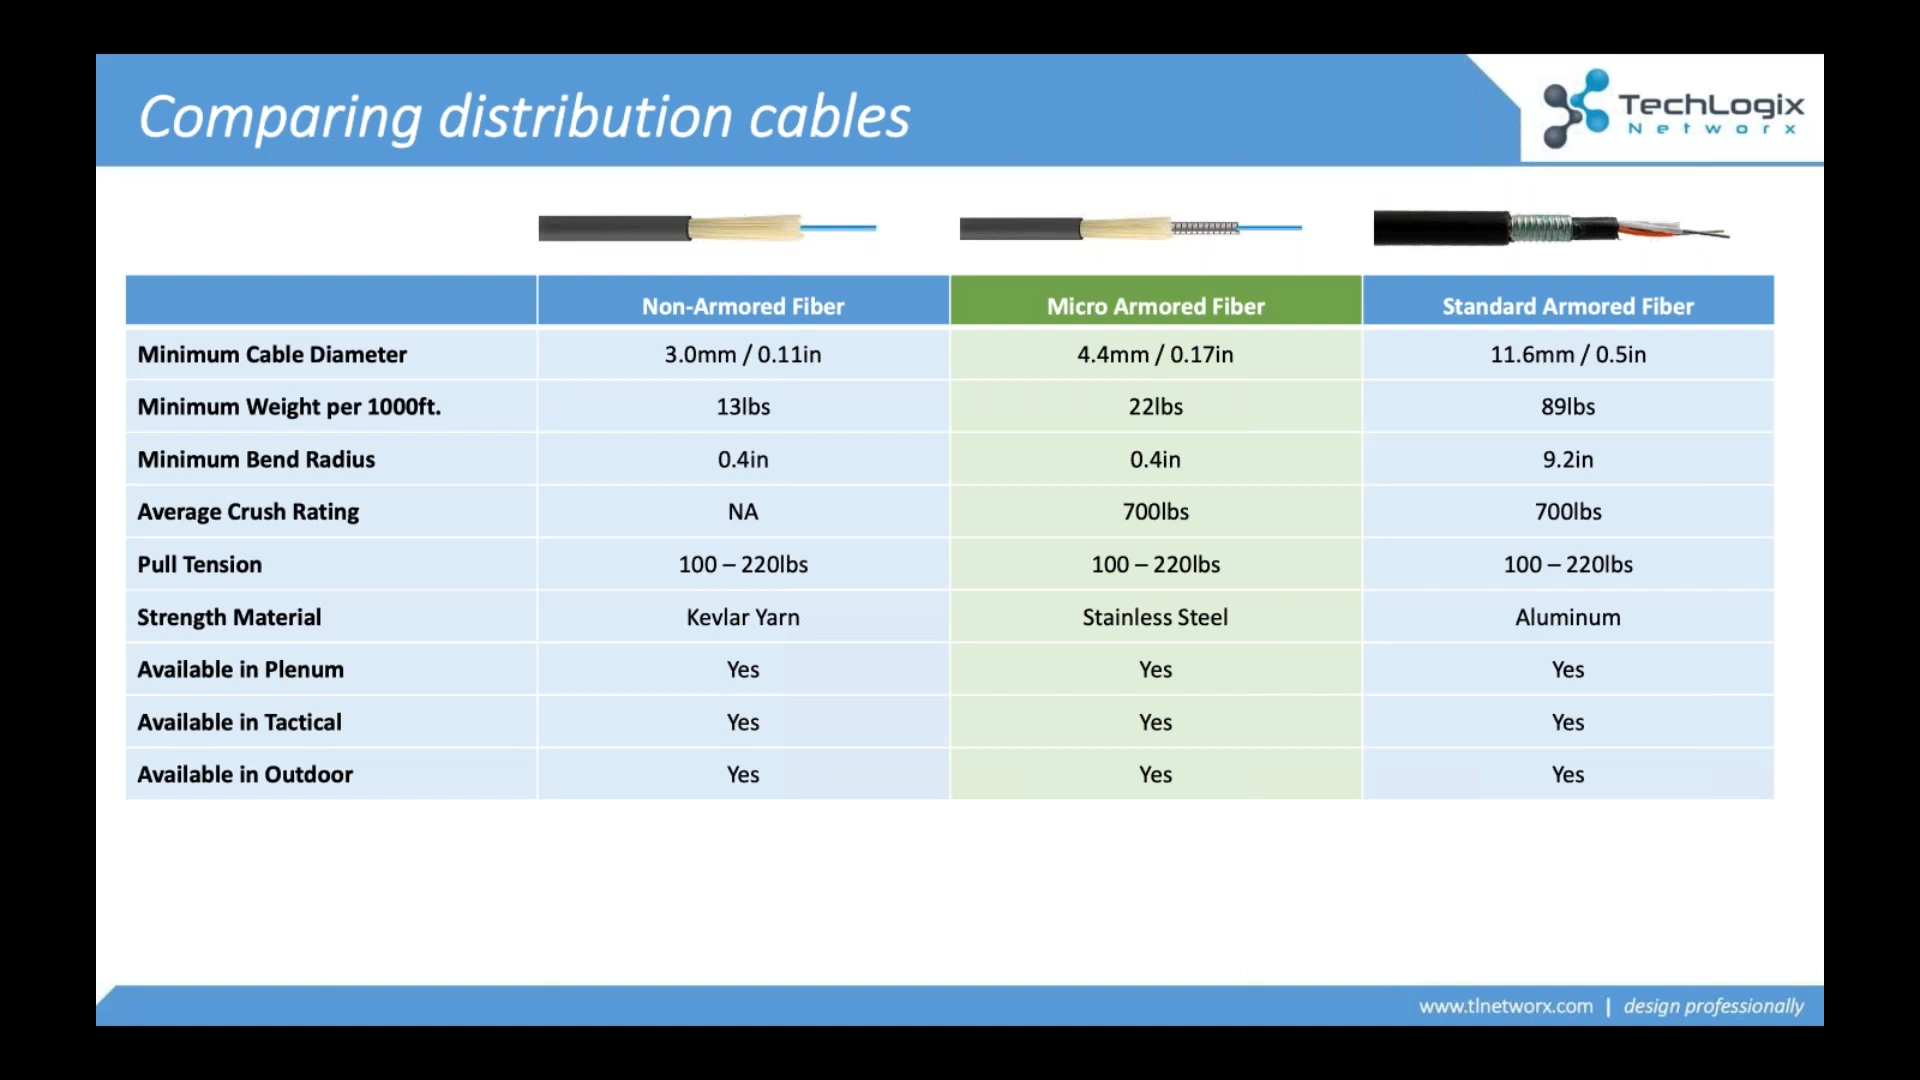 Comparing distribution cables
TechLogix
Networx
Non-Armored Fiber Micro Armored Fiber Standard Armored Fiber
Minimum Cable Diameter 3.0mm / 0.11in 4.4mm / 0.17in 11.6mm / 0.5in
Minimum Weight per 1000ft. 13lbs 22lbs 89lbs
Minimum Bend Radius 0.4in 0.4in 9.2in
Average Crush Rating NA 700lbs 700lbs
Pull Tension 100 – 220lbs 100 – 220lbs 100 – 220lbs
Strength Material Kevlar Yarn Stainless Steel Aluminum
Available in Plenum Yes Yes Yes
Available in Tactical Yes Yes Yes
Available in Outdoor Yes Yes Yes
www.tlnetworx.com | design professionally